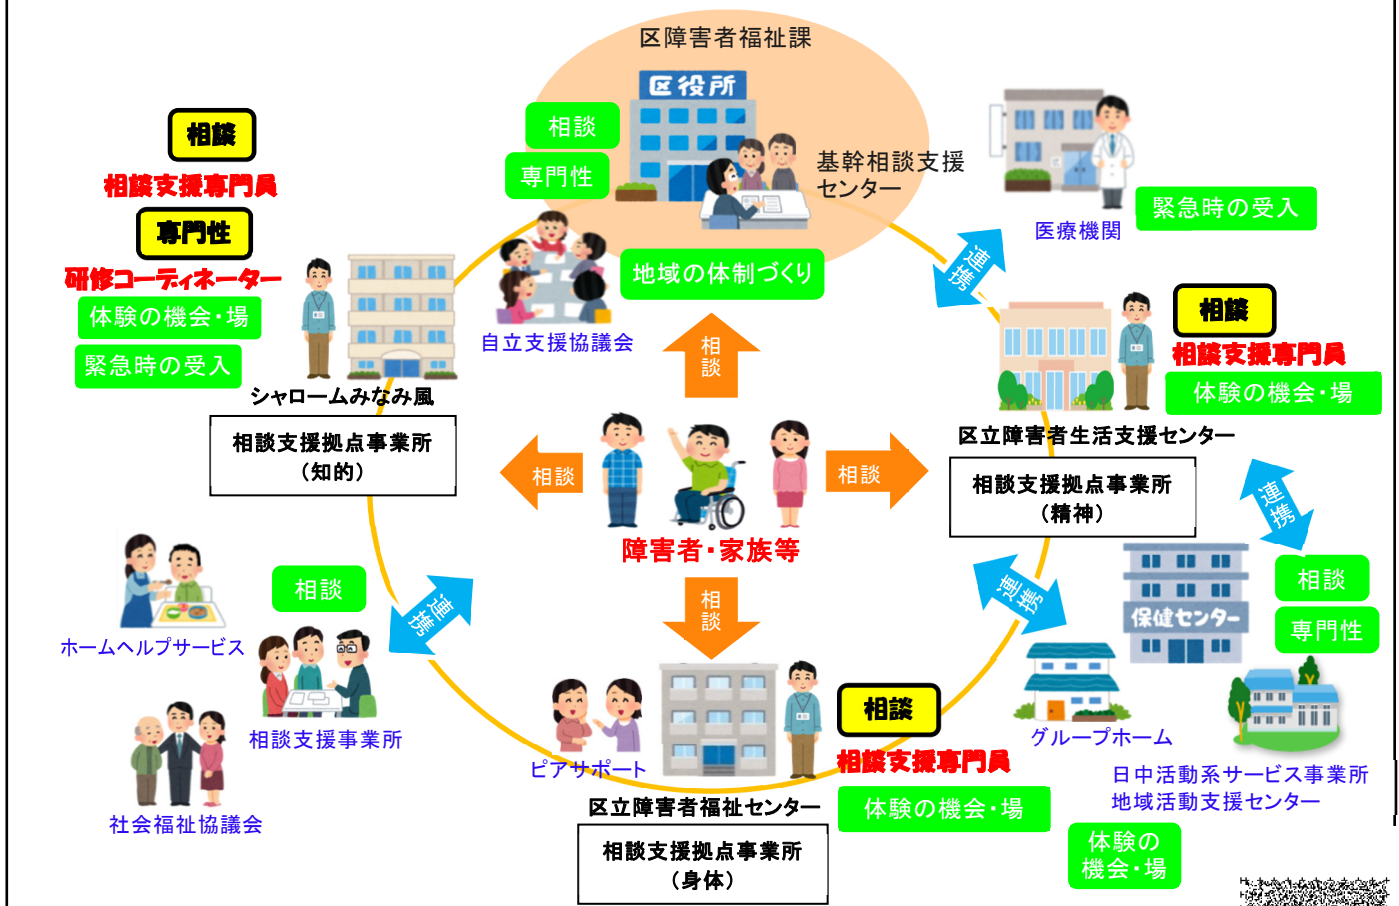 区障害者福祉課
区役所
相談
専門性
基幹相談支援
センター
地域の体制づくり
自立支援協議会
医療機関
緊急時の受入
連携
相談
相談支援専門員
専門性
研修コーディネーター
体験の機会・場
緊急時の受入
シャロームみなみ風
相談支援拠点事業所
（知的）
相談
相談
相談
相談
障害者・家族等
相談
相談支援専門員
体験の機会・場
区立障害者生活支援センター
相談支援拠点事業所
（精神）
連携
相談
専門性
保健センター
連携
グループホーム
日中活動系サービス事業所
地域活動支援センター
体験の
機会・場
ホームヘルプサービス
相談
連携
相談支援事業所
社会福祉協議会
ピアサポート
相談
相談支援専門員
体験の機会・場
区立障害者福祉センター
相談支援拠点事業所
（身体）